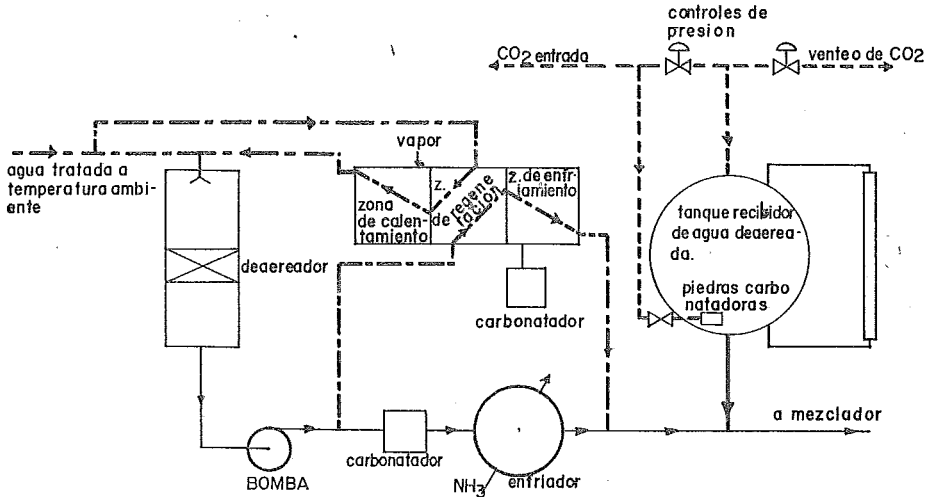 controles de
presion
CO2 entrada
venteo de CO2
agua tratada a
temperatura ambi-
ente
vapor
zona
de calen-
tamiento
z.
de regene
ración
z. de enfr-
iamiento
deaereador
carbonatador
tanque recibidor
de agua deaerea-
da.
piedras carbo
natadoras
a mezclador
carbonatador
BOMBA
NH3
enfriador